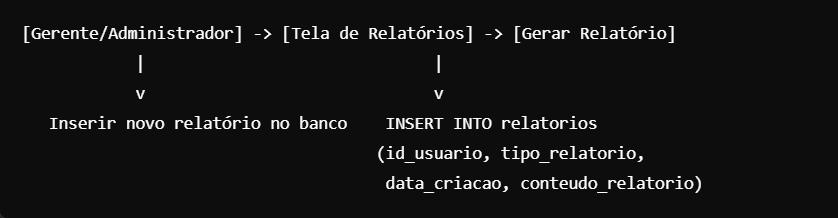 [Gerente/Administrador] -> [Tela de Relatórios] -> [Gerar Relatório]
| |
v v
Inserir novo relatório no banco INSERT INTO relatorios
(id_usuario, tipo_relatorio,
data_criacao, conteudo_relatorio)